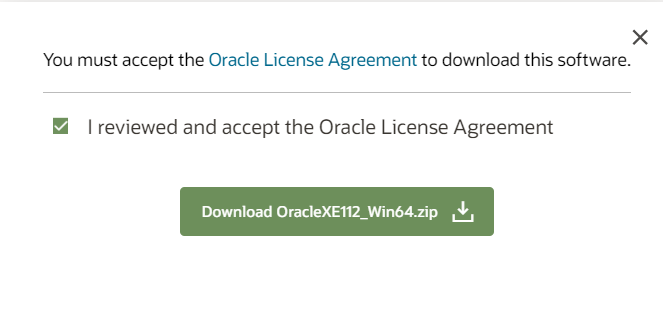 You must accept the Oracle License Agreement to download this software.
I reviewed and accept the Oracle License Agreement
Download OracleXE112_Win64.zip